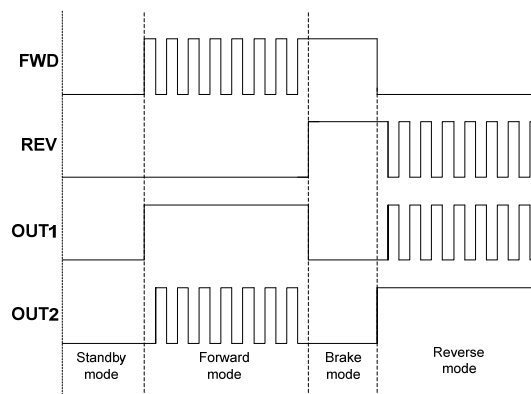 FWD
REV
OUT1
OUT2
Standby
mode
Forward
mode
Brake
mode
Reverse
mode